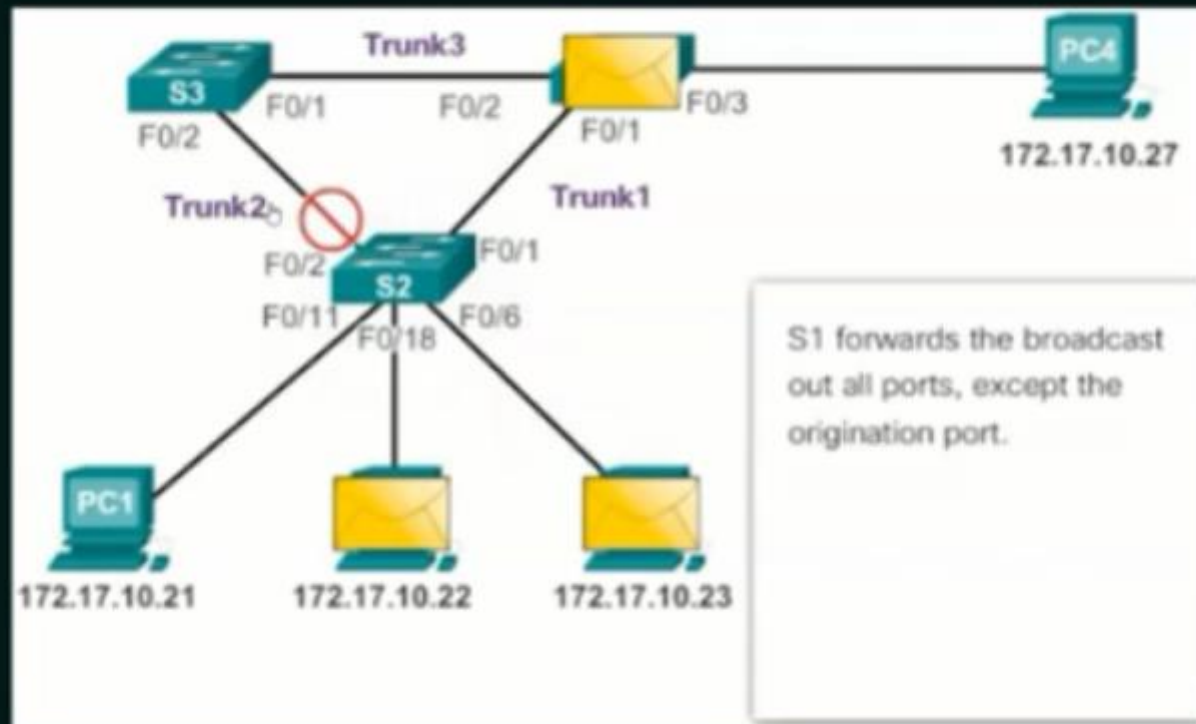 Trunk3
PC4
S3
F0/1
F0/2
F0/3
F0/2
F0/1
172.17.10.27
Trunk2
Trunk1
F0/2
F0/1
S2
F0/11
F0/18
F0/6
S1 forwards the broadcast
out all ports, except the
origination port.
PC1
172.17.10.21
172.17.10.22
172.17.10.23